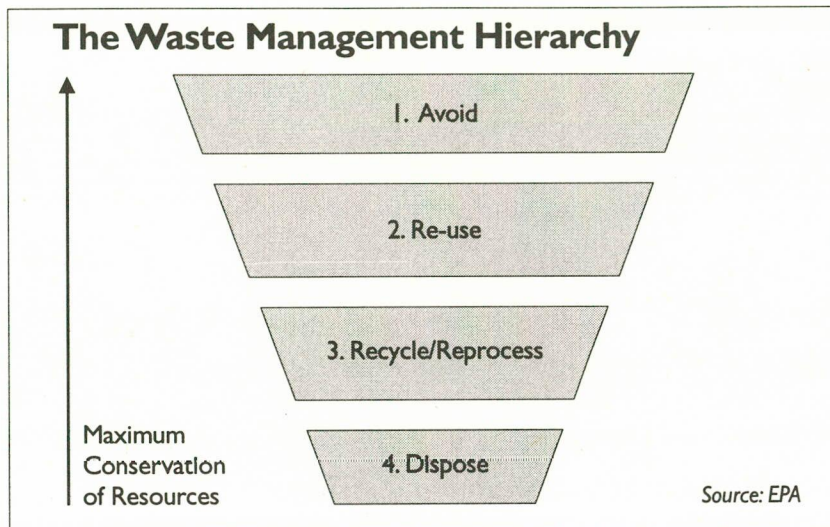 The Waste Management Hierarchy
1. Avoid
2. Re-use
3. Recycle/Reprocess
4. Dispose
Maximum
Conservation
of Resources
Source: EPA